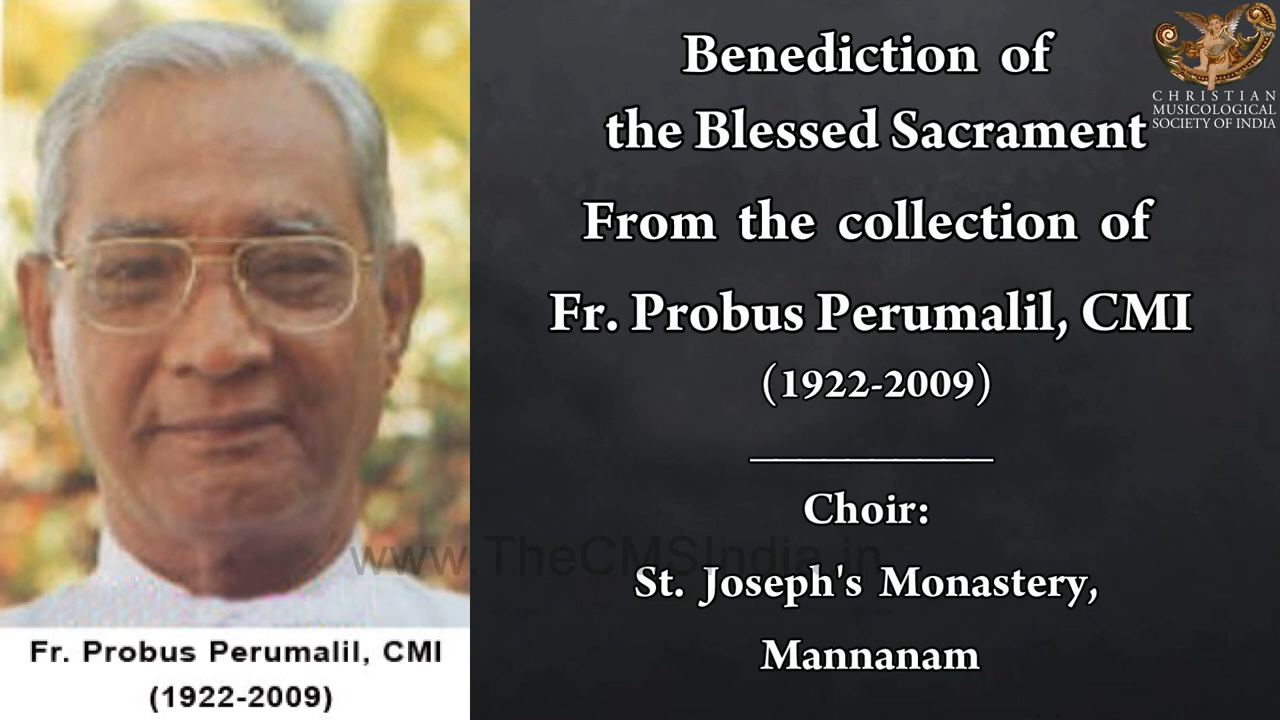 Benediction of
the Blessed Sacrament
From the collection of
Fr. Probus Perumalil, CMI
(1922-2009)
Choir:
St. Joseph's Monastery,
Mannanam
CHRISTIAN
MUSICOLOGICAL
SOCIETY OF INDIA
www.TheCMSIndia.in
Fr. Probus Perumalil, CMI
(1922-2009)